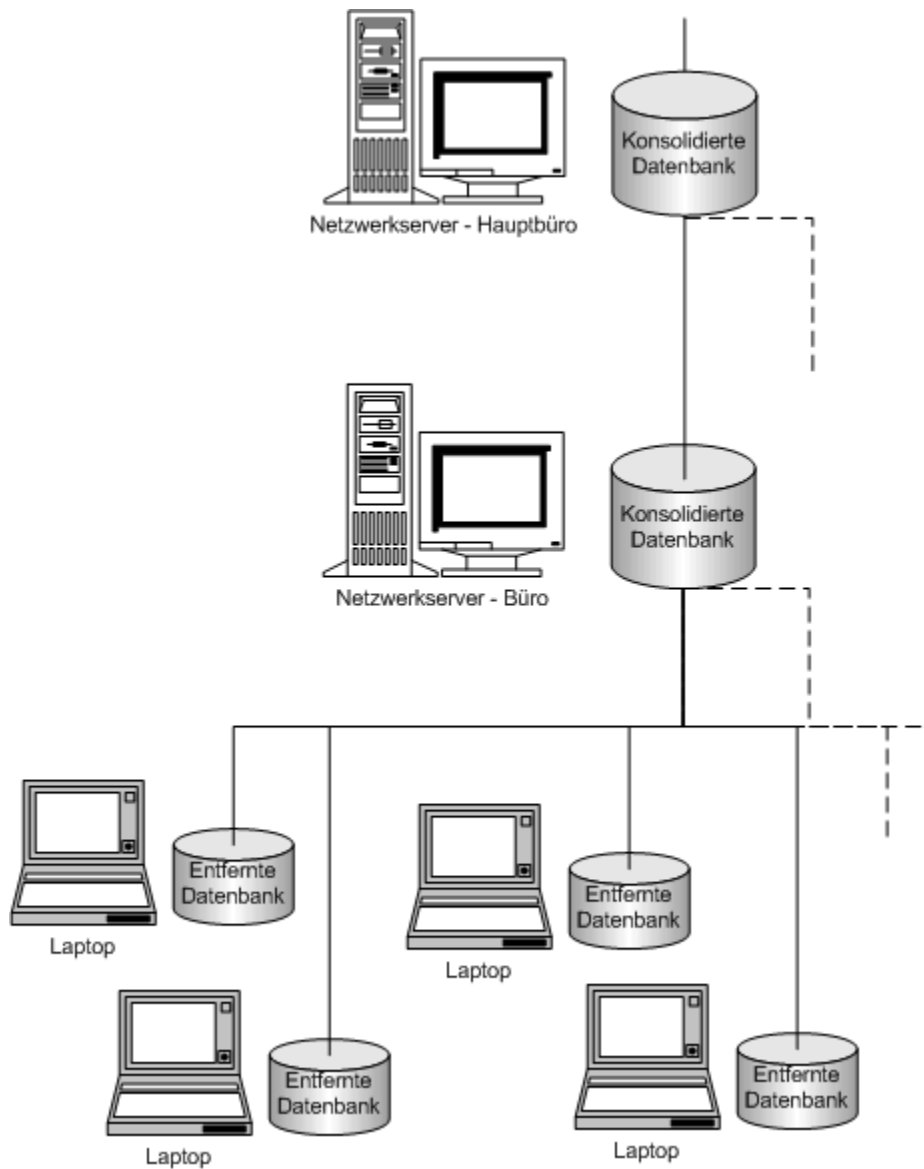 Konsolidierte
Datenbank
Netzwerkserver - Hauptbüro
Konsolidierte
Datenbank
Netzwerkserver - Büro
Entfernte
Datenbank
Laptop
Entfernte
Datenbank
Laptop
Entfernte
Datenbank
Laptop
Entfernte
Datenbank
Laptop